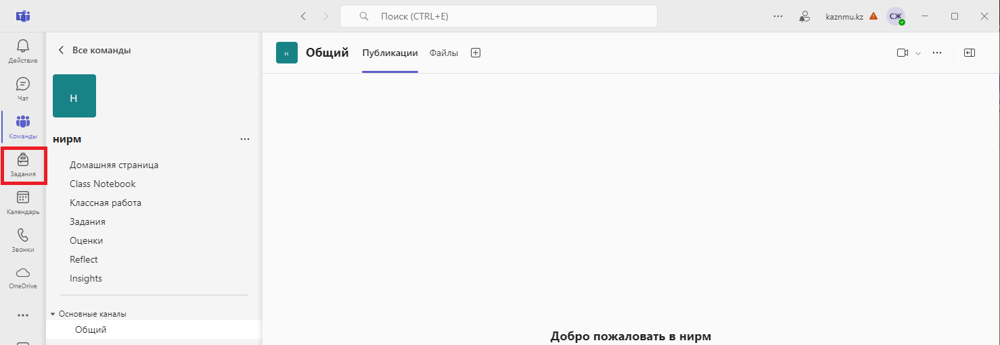 Поиск (CTRL+E)
kaznmu.kz
СЖ
Действие
Чат
Команды
Задания
Календарь
Звонки
OneDrive
Все команды
н
нирм
Домашняя страница
Class Notebook
Классная работа
Задания
Оценки
Reflect
Insights
Основные каналы
Общий
н
Общий
Публикации
Файлы
Добро пожаловать в нирм